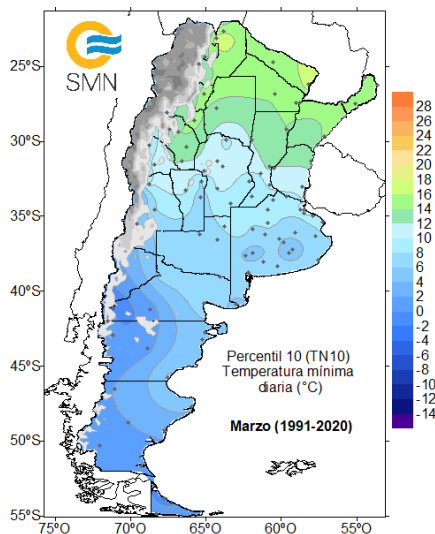 SMN
25°S
30°S
35°S
40°S
45°S
50°S
55°S
75°O 70°O 65°O 60°O 55°O
28
26
24
22
20
18
16
14
12
10
8
6
4
2
0
-2
-4
-6
-8
-10
-12
-14
Percentil 10 (TN10)
Temperatura mínima
diaria (°C)
Marzo (1991-2020)